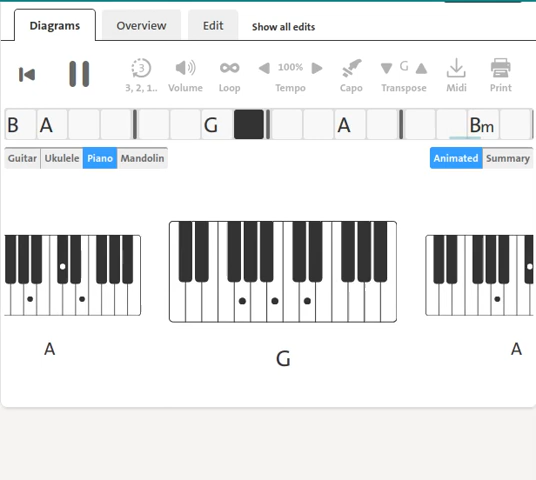 Diagrams Overview Edit Show all edits
3 100% G
3, 2, 1.. Volume Loop Tempo Capo Transpose Midi Print
B A G A Bm
Guitar Ukulele Piano Mandolin Animated Summary
A G A